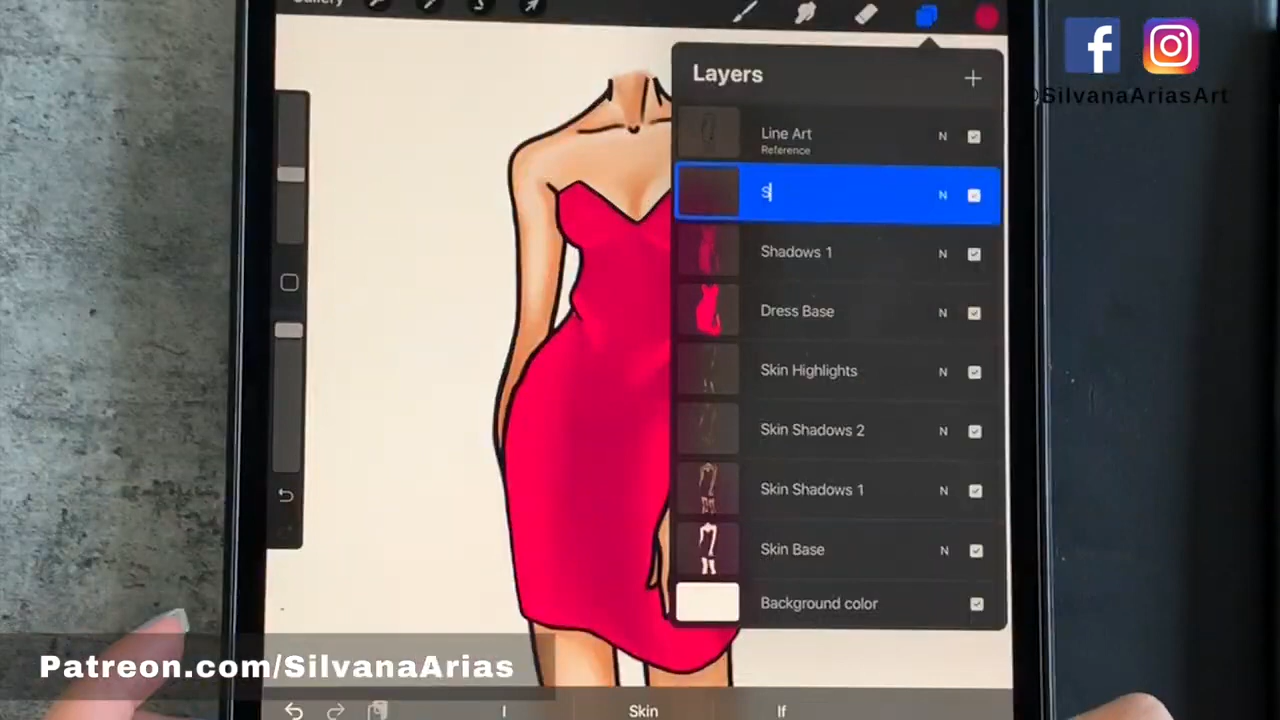 Gallery
Layers
@SilvanaAriasArt
Line Art
N
Reference
S
N
Shadows 1
N
Dress Base
N
Skin Highlights
N
Skin Shadows 2
N
Skin Shadows 1
N
Skin Base
N
Background color
Patreon.com/SilvanaArias
I
Skin
If